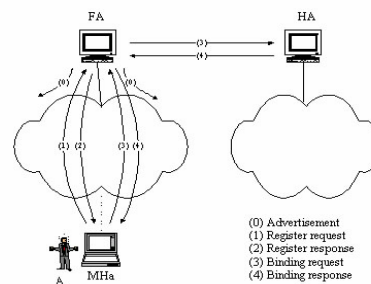 FA
HA
(3)
(4)
(0)
(0)
(1)
(2)
(3)
(4)
(0) Advertisement
(1) Register request
(2) Register response
(3) Binding request
(4) Binding response
A
MHa